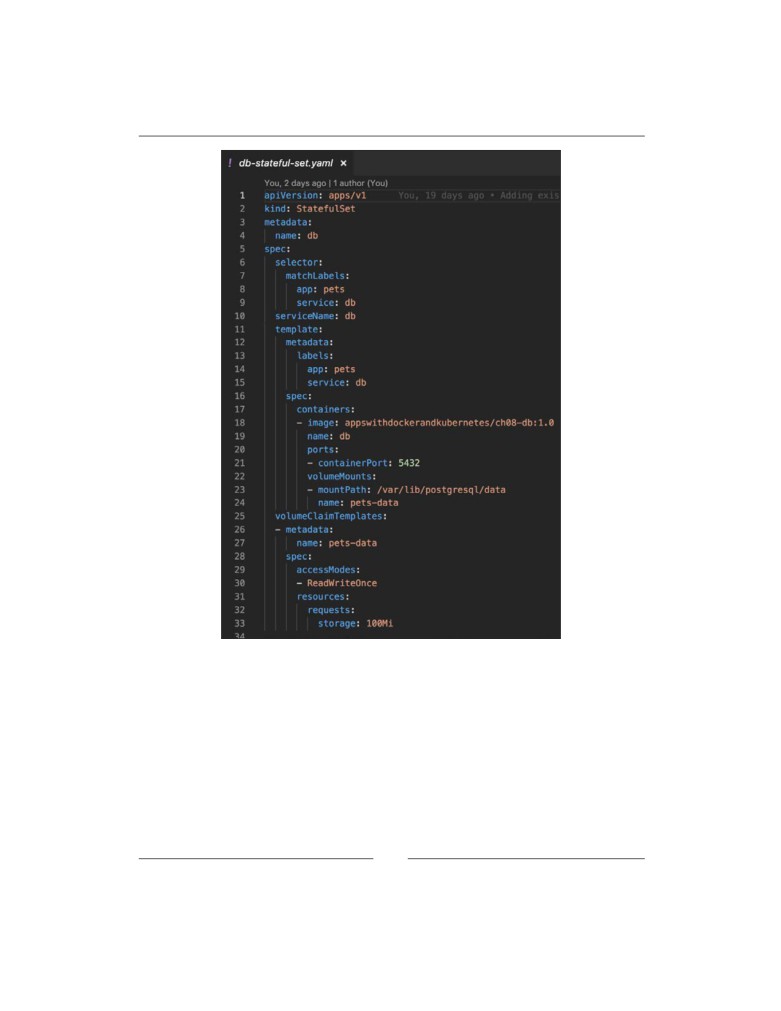 ! db-stateful-set.yaml ×
You, 2 days ago | 1 author (You)
1 apiVersion: apps/v1 You, 19 days ago • Adding exis
2 kind: StatefulSet
3 metadata:
4   name: db
5 spec:
6   selector:
7     matchLabels:
8       app: pets
9       service: db
10   serviceName: db
11   template:
12     metadata:
13       labels:
14         app: pets
15         service: db
16     spec:
17       containers:
18       - image: appswithdockerandkubernetes/ch08-db:1.0
19         name: db
20         ports:
21         - containerPort: 5432
22         volumeMounts:
23         - mountPath: /var/lib/postgresql/data
24           name: pets-data
25   volumeClaimTemplates:
26   - metadata:
27       name: pets-data
28     spec:
29       accessModes:
30       - ReadWriteOnce
31       resources:
32         requests:
33           storage: 100Mi
34